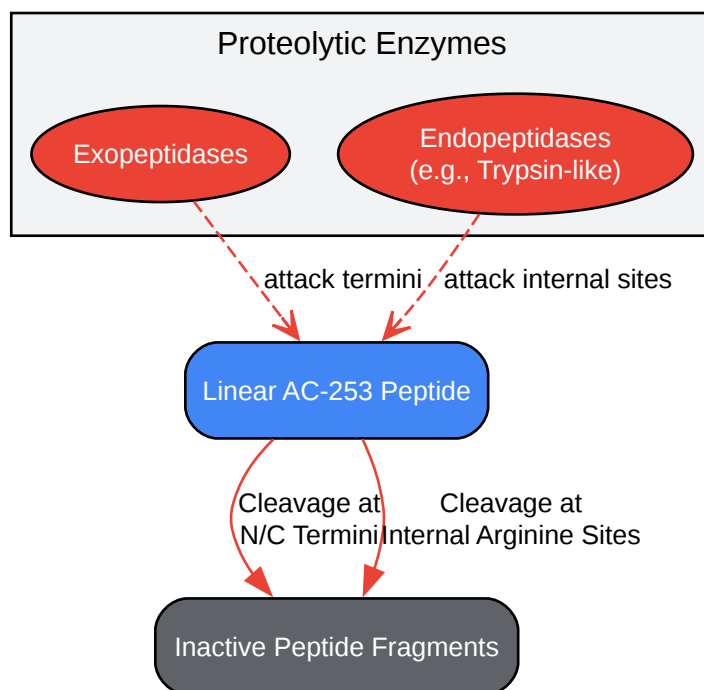 Proteolytic Enzymes
Exopeptidases
Endopeptidases
(e.g., Trypsin-like)
attack termini
attack internal sites
Linear AC-253 Peptide
Cleavage at
N/C Termini
Cleavage at
Internal Arginine Sites
Inactive Peptide Fragments